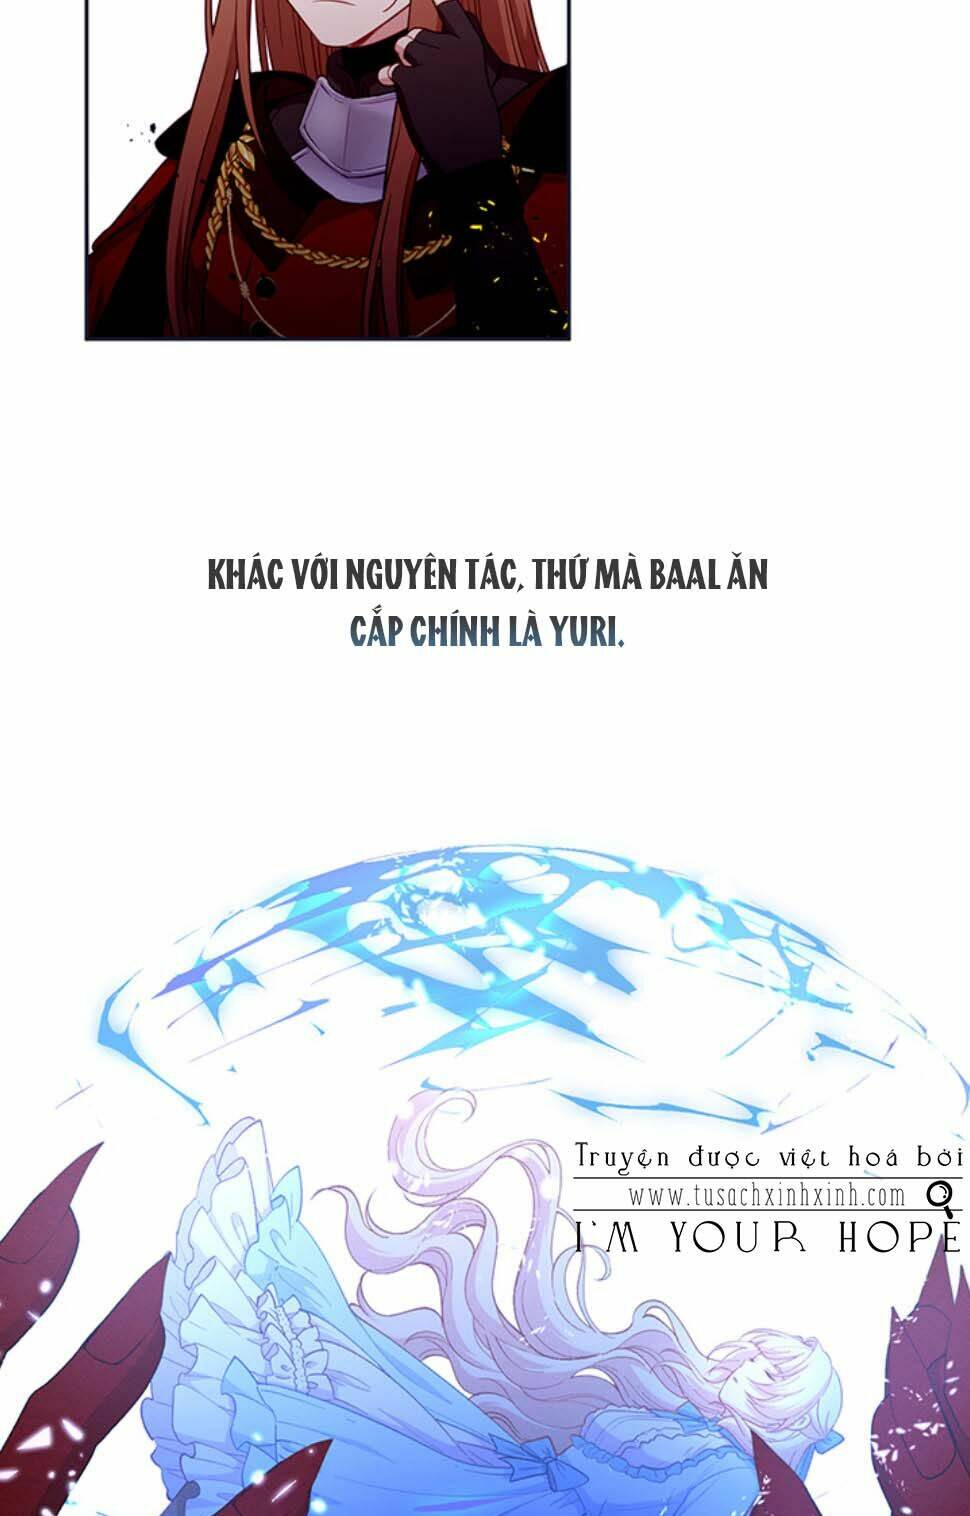 KHÁC VỚI NGUYÊN TÁC, THỨ MÀ BAAL ĂN
CẮP CHÍNH LÀ YURI.
Truyện được việt hoá bởi
www.tusachxinhxinh.com
I'M YOUR HOPE